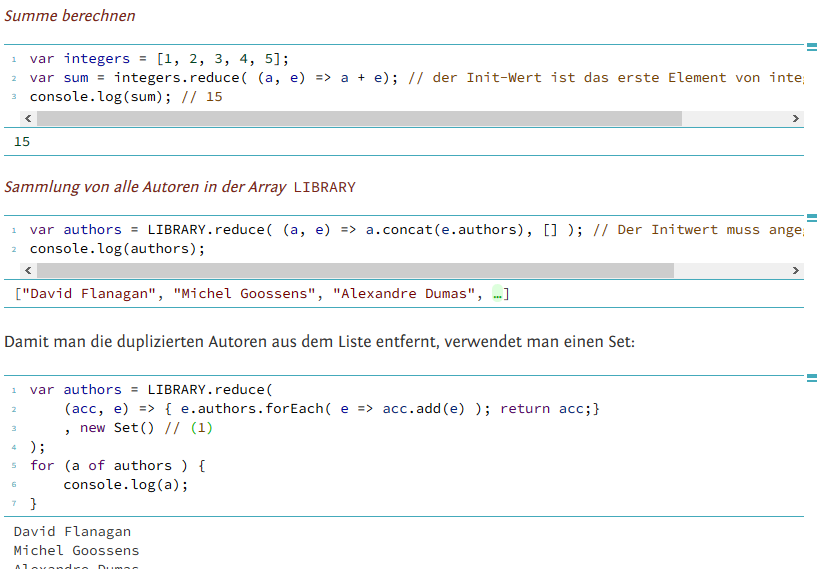 Summe berechnen
1 var integers = [1, 2, 3, 4, 5];
2 var sum = integers.reduce( (a, e) => a + e); // der Init-Wert ist das erste Element von
3 console.log(sum); // 15
15
Sammlung von alle Autoren in der Array LIBRARY
1 var authors = LIBRARY.reduce( (a, e) => a.concat(e.authors), [] ); // Der Initwert muss
2 console.log(authors);
["David Flanagan", "Michel Goossens", "Alexandre Dumas", …]
Damit man die duplizierten Autoren aus dem Liste entfernt, verwendet man einen Set:
1 var authors = LIBRARY.reduce(
2 (acc, e) => { e.authors.forEach( e => acc.add(e) ); return acc;}
3 , new Set() // (1)
4 );
5 for (a of authors ) {
6 console.log(a);
7 }
David Flanagan
Michel Goossens
Alexandre Dumas